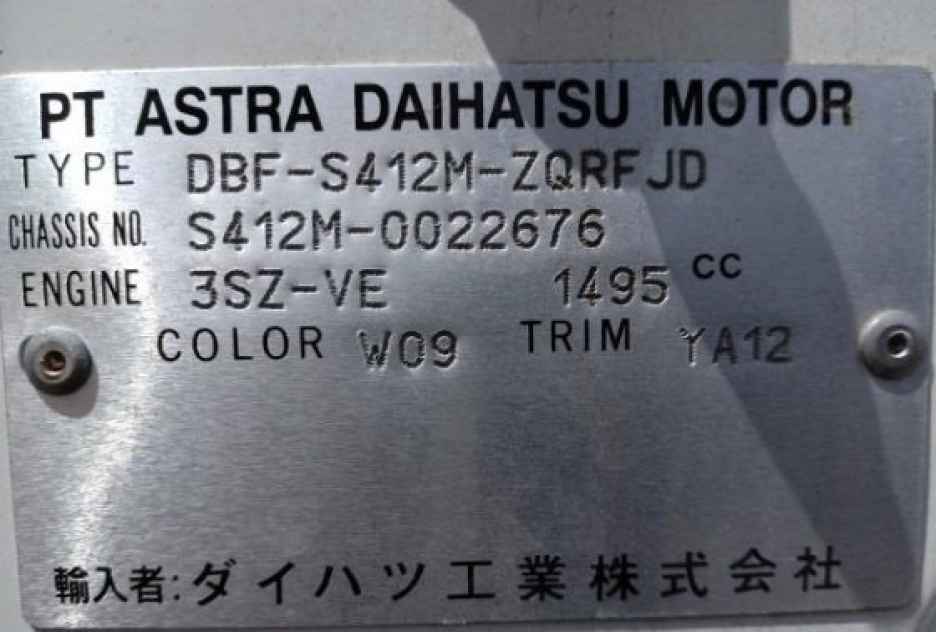 PT ASTRA DAIHATSU MOTOR
TYPE DBF-S412M-ZQRFJD
CHASSIS NO. S412M-0022676
ENGINE 3SZ-VE 1495 CC
COLOR W09 TRIM YA12
輸入者:ダイハツ工業株式会社